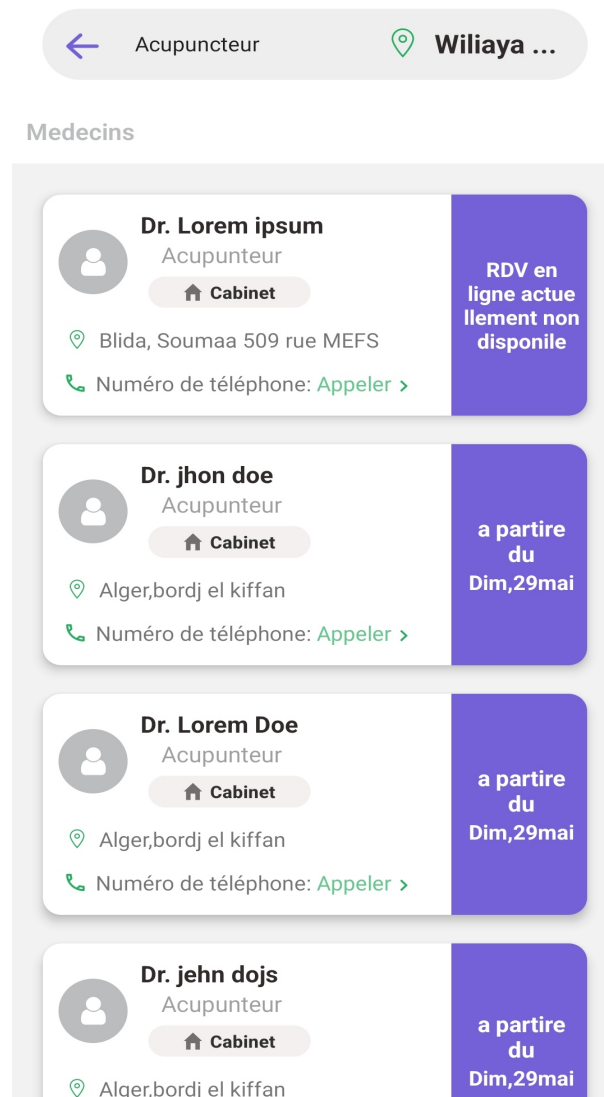 Acupuncteur
Wiliaya ...
Medecins
Dr. Lorem ipsum
Acupunteur
Cabinet
Blida, Soumaa 509 rue MEFS
Numéro de téléphone: Appeler >
RDV en
ligne actue
llement non
disponile
Dr. jhon doe
Acupunteur
Cabinet
Alger,bordj el kiffan
Numéro de téléphone: Appeler >
a partire
du
Dim,29mai
Dr. Lorem Doe
Acupunteur
Cabinet
Alger,bordj el kiffan
Numéro de téléphone: Appeler >
a partire
du
Dim,29mai
Dr. jehn dojs
Acupunteur
Cabinet
Alger,bordj el kiffan
a partire
du
Dim,29mai